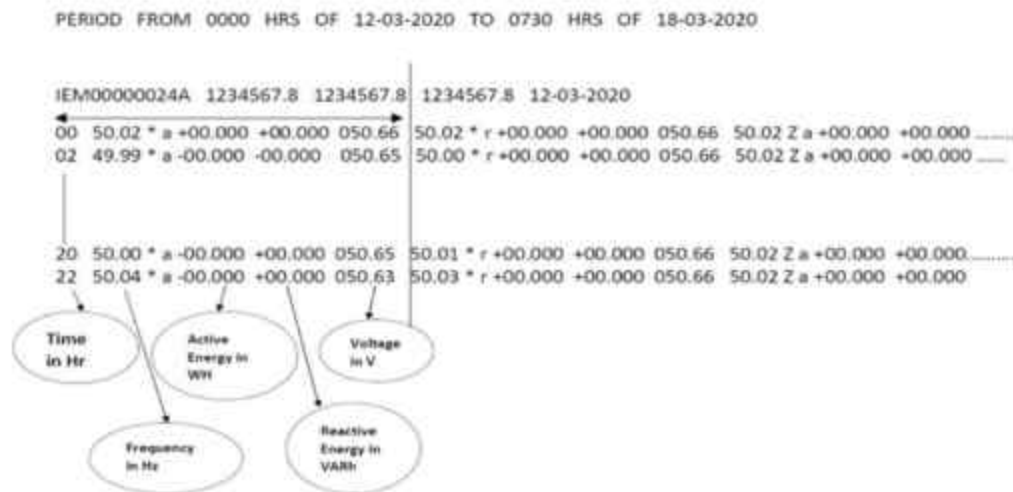 PERIOD FROM 0000 HRS OF 12-03-2020 TO 0730 HRS OF 18-03-2020
IEM00000024A 1234567.8 1234567.8 1234567.8 12-03-2020
00 50.02 * a +00.000 +00.000 050.66 50.02 * r +00.000 +00.000 050.66 50.02 Z a +00.000 +00.000 ..........
02 49.99 * a -00.000 -00.000 050.65 50.00 * r +00.000 +00.000 050.66 50.02 Z a +00.000 +00.000 ......
20 50.00 * a -00.000 +00.000 050.65 50.01 * r +00.000 +00.000 050.66 50.02 Z a +00.000 +00.000..........
22 50.04 * a -00.000 +00.000 050.63 50.03 * r +00.000 +00.000 050.66 50.02 Z a +00.000 +00.000
Time
in Hr
Active
Energy in
WH
Voltage
in V
Frequency
in Hz
Reactive
Energy in
VARh